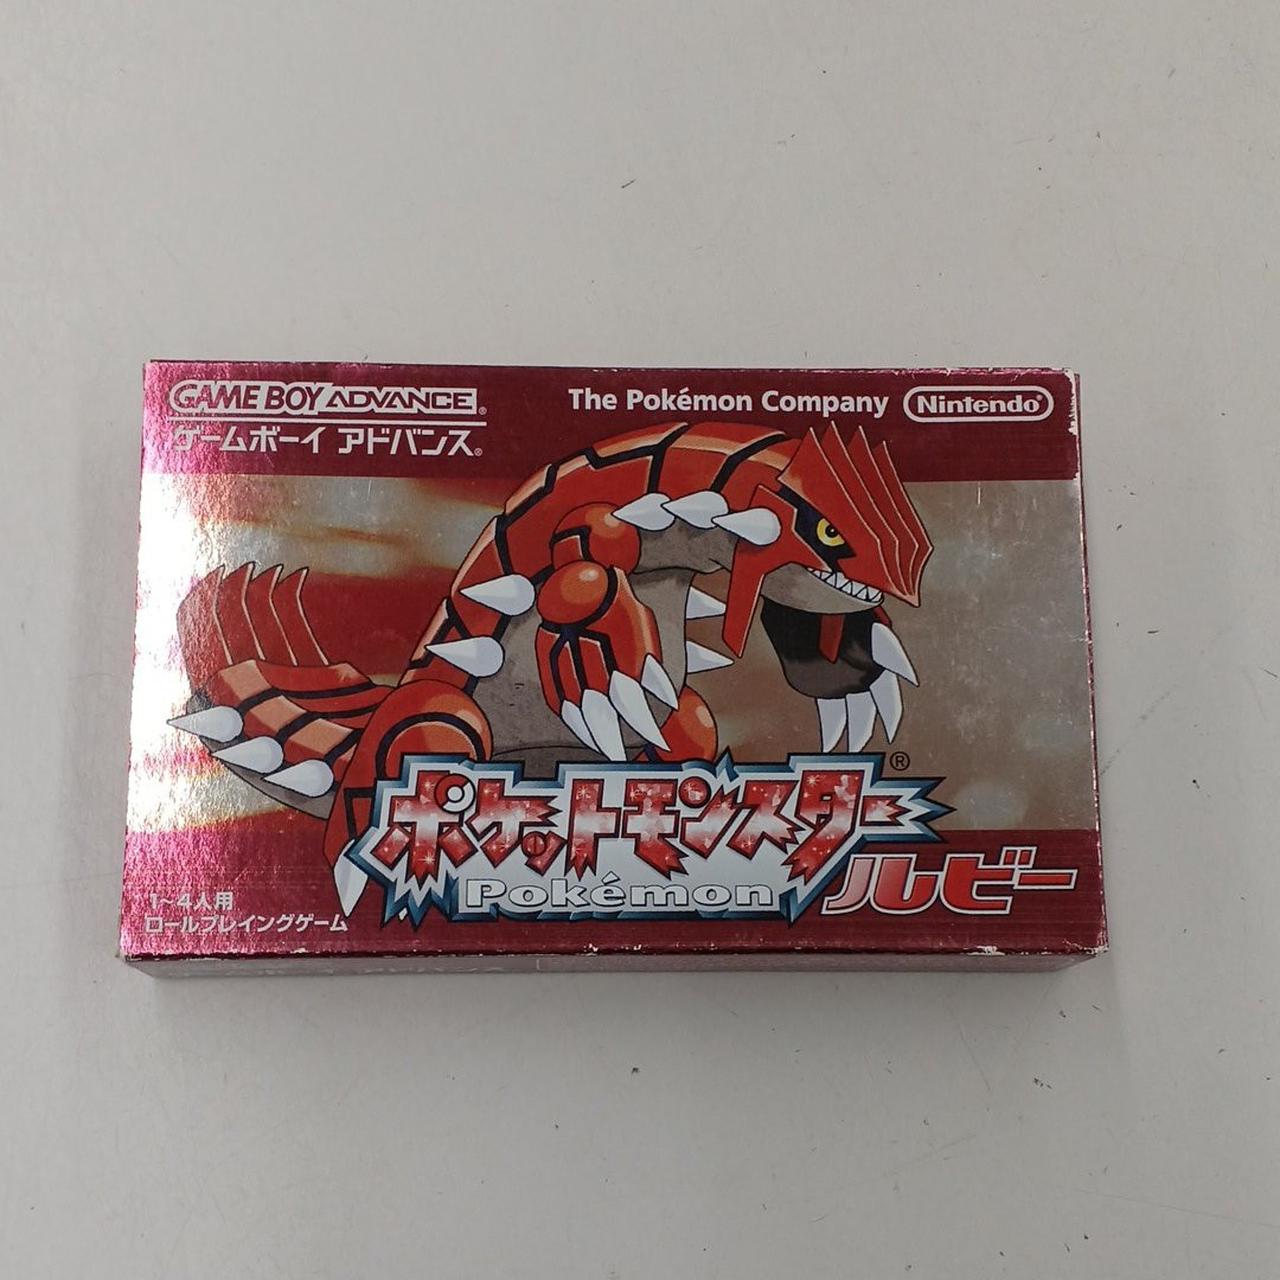 GAME BOY ADVANCE®
ゲームボーイ アドバンス®
The Pokémon Company
Nintendo®
ポケットモンスター®
Pokémon
ルビー
1~4人用
ロールプレイングゲーム